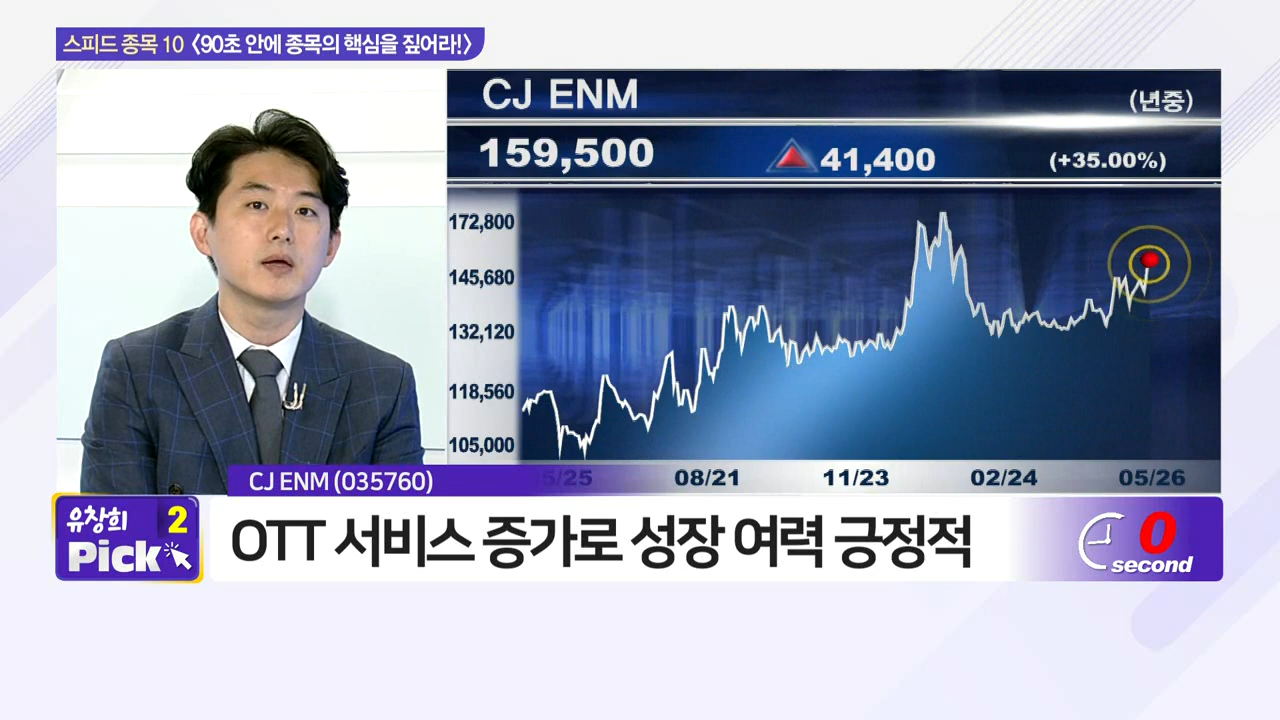 스피드 종목 10 <90초 안에 종목의 핵심을 짚어라!>
CJ ENM
(년중)
159,500 ▲ 41,400 (+35.00%)
172,800
145,680
132,120
118,560
105,000
5/25 08/21 11/23 02/24 05/26
CJ ENM (035760)
유창희 2
Pick
OTT 서비스 증가로 성장 여력 긍정적
0
second